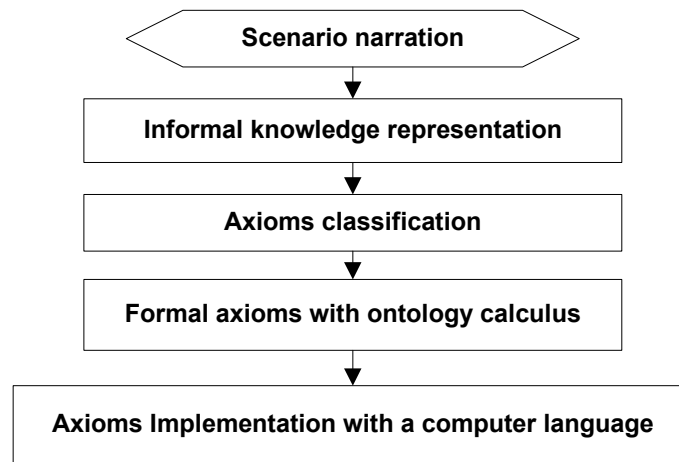 Scenario narration
Informal knowledge representation
Axioms classification
Formal axioms with ontology calculus
Axioms Implementation with a computer language